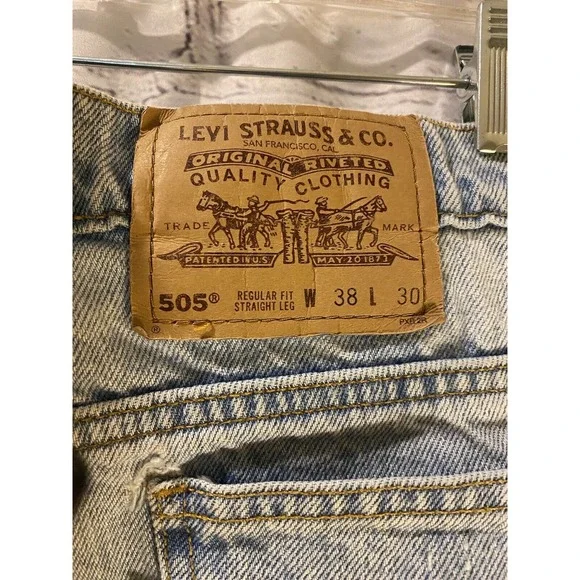 LEVI STRAUSS & CO.
SAN FRANCISCO, CAL.
ORIGINAL RIVETED
QUALITY CLOTHING
TRADE MARK
PATENTED IN U.S. MAY 20 1873
505® REGULAR FIT STRAIGHT LEG W 38 L 30
®